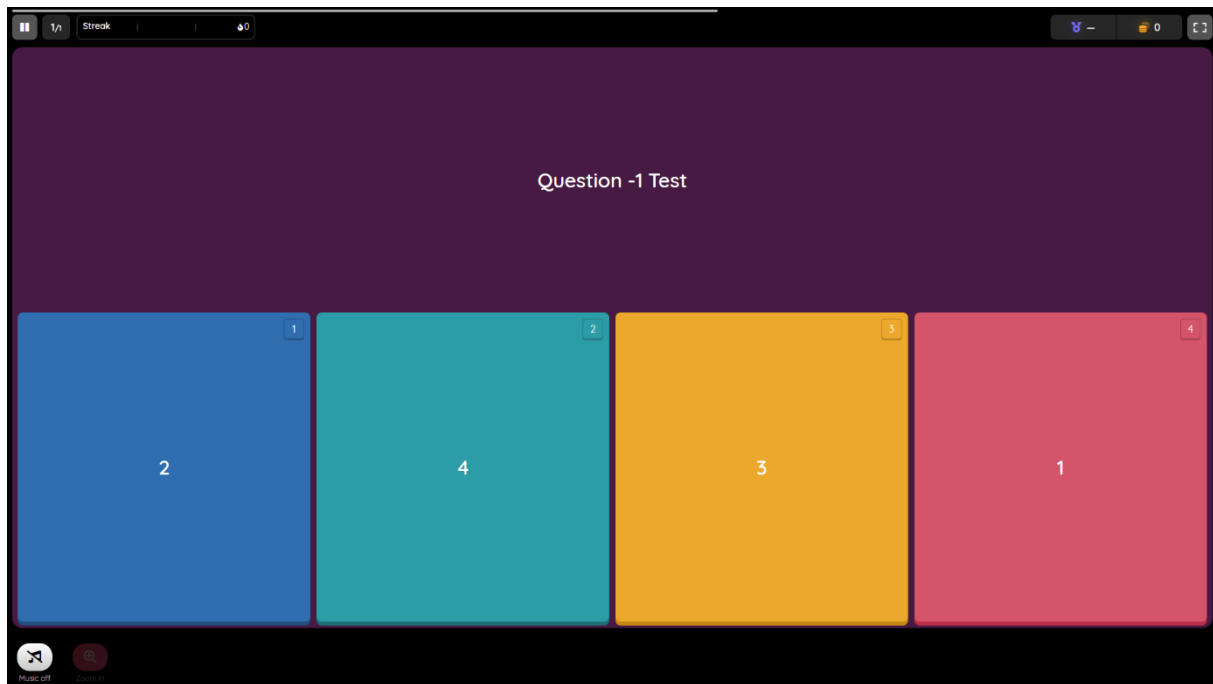 1/1 Streak 0 – 0
Question -1 Test
1 2 3 4
2 4 3 1
Music off Zoom in